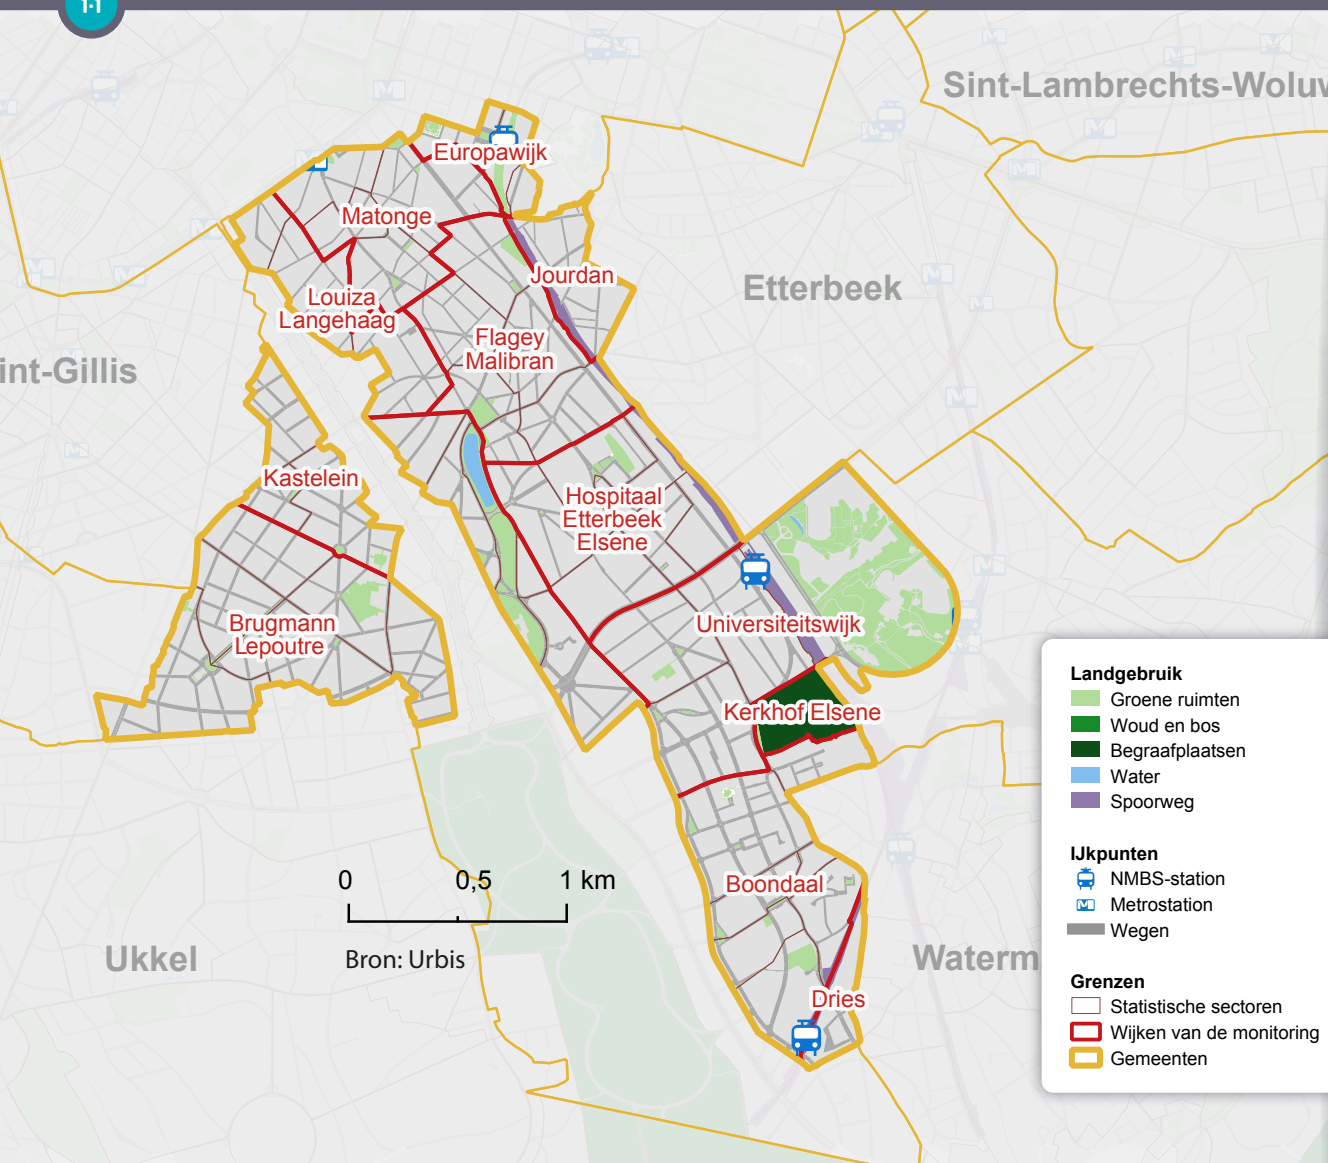 1.1
Sint-Lambrechts-Woluw
Europawijk
Matonge
Jourdan
Etterbeek
Louiza
Langehaag
Flagey
Malibran
int-Gillis
Kastelein
Hospitaal
Etterbeek
Elsene
Brugmann
Lepoutre
Universiteitswijk
Kerkhof Elsene
Boondaal
Dries
Ukkel
Waterm
0 0,5 1 km
Bron: Urbis
Landgebruik
Groene ruimten
Woud en bos
Begraafplaatsen
Water
Spoorweg
IJkpunten
NMBS-station
M Metrostation
Wegen
Grenzen
Statistische sectoren
Wijken van de monitoring
Gemeenten